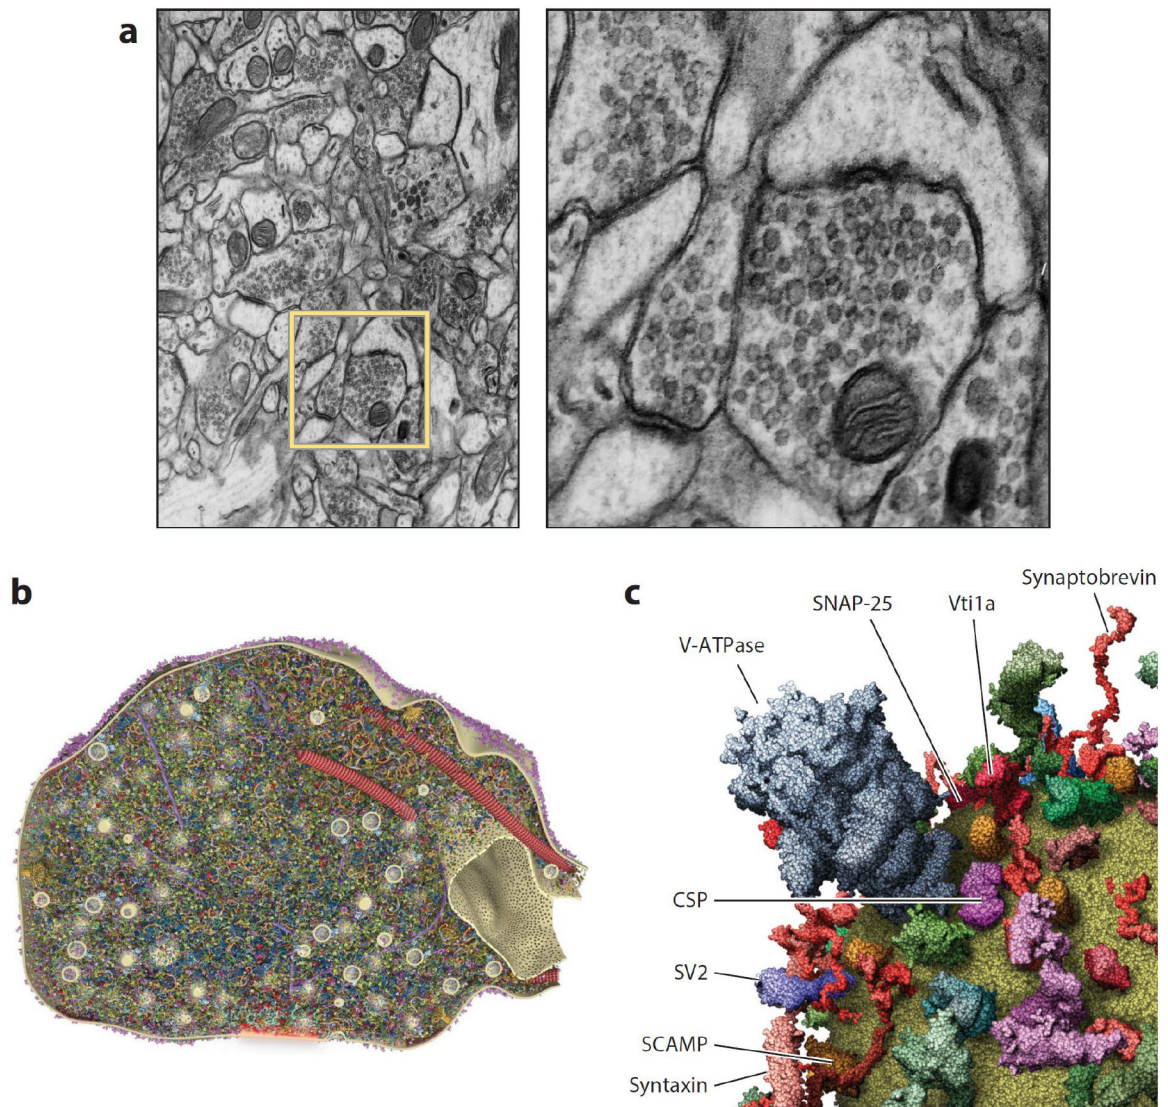 a
b
c
Synaptobrevin
SNAP-25
Vti1a
V-ATPase
CSP
SV2
SCAMP
Syntaxin